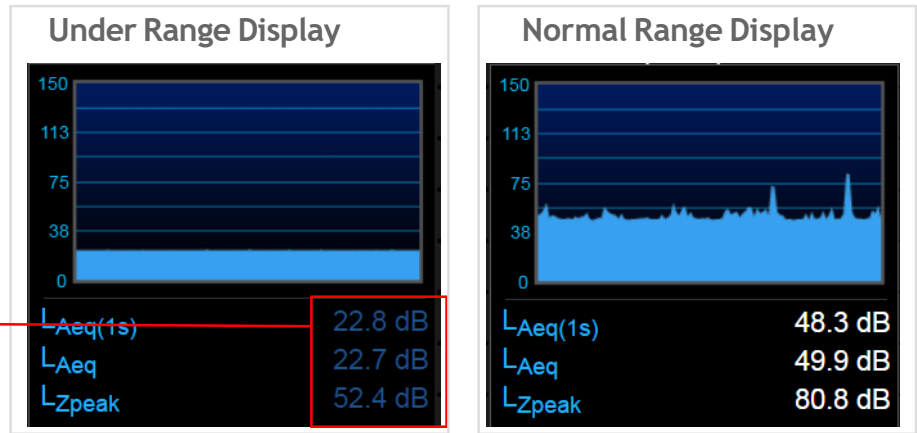 Under Range Display
150
113
75
38
0
LAeq(1s) 22.8 dB
LAeq 22.7 dB
LZpeak 52.4 dB
Normal Range Display
150
113
75
38
0
LAeq(1s) 48.3 dB
LAeq 49.9 dB
LZpeak 80.8 dB